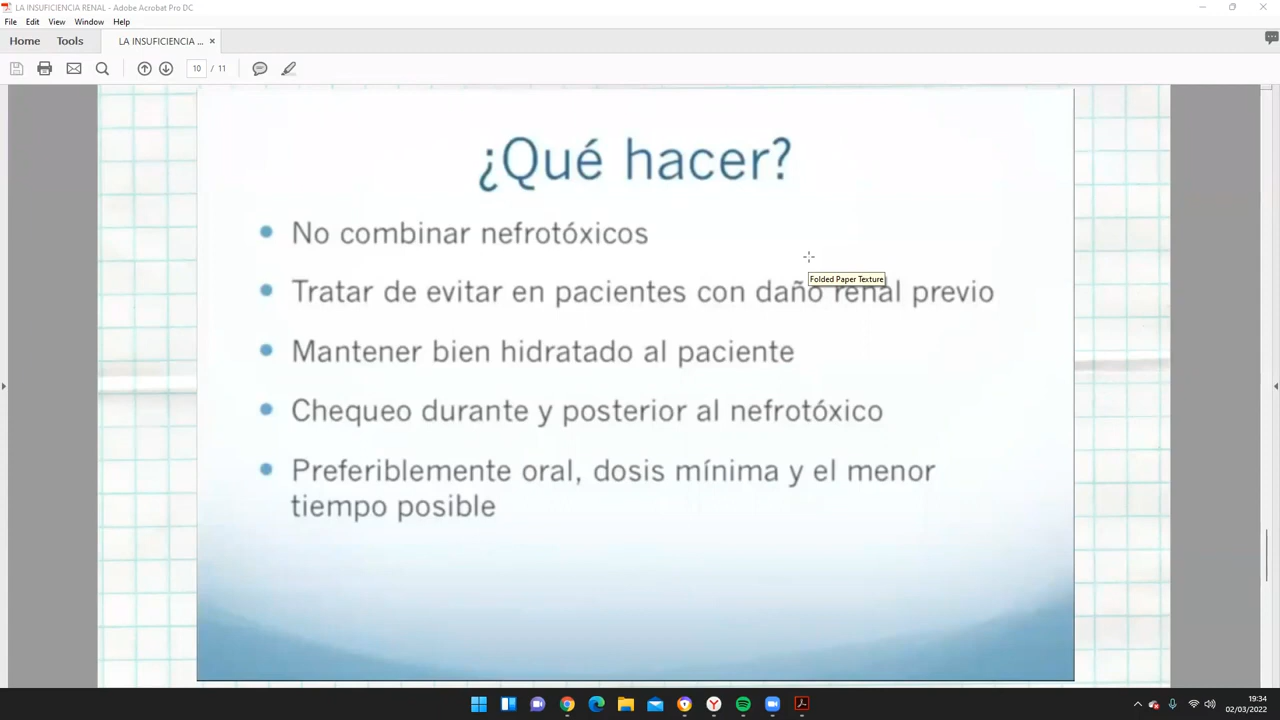 LA INSUFICIENCIA RENAL - Adobe Acrobat Pro DC
File Edit View Window Help
Home Tools LA INSUFICIENCIA ... ×
10 / 11
¿Qué hacer?
No combinar nefrotóxicos
Folded Paper Texture
Tratar de evitar en pacientes con daño renal previo
Mantener bien hidratado al paciente
Chequeo durante y posterior al nefrotóxico
Preferiblemente oral, dosis mínima y el menor
tiempo posible
19:34
02/03/2022